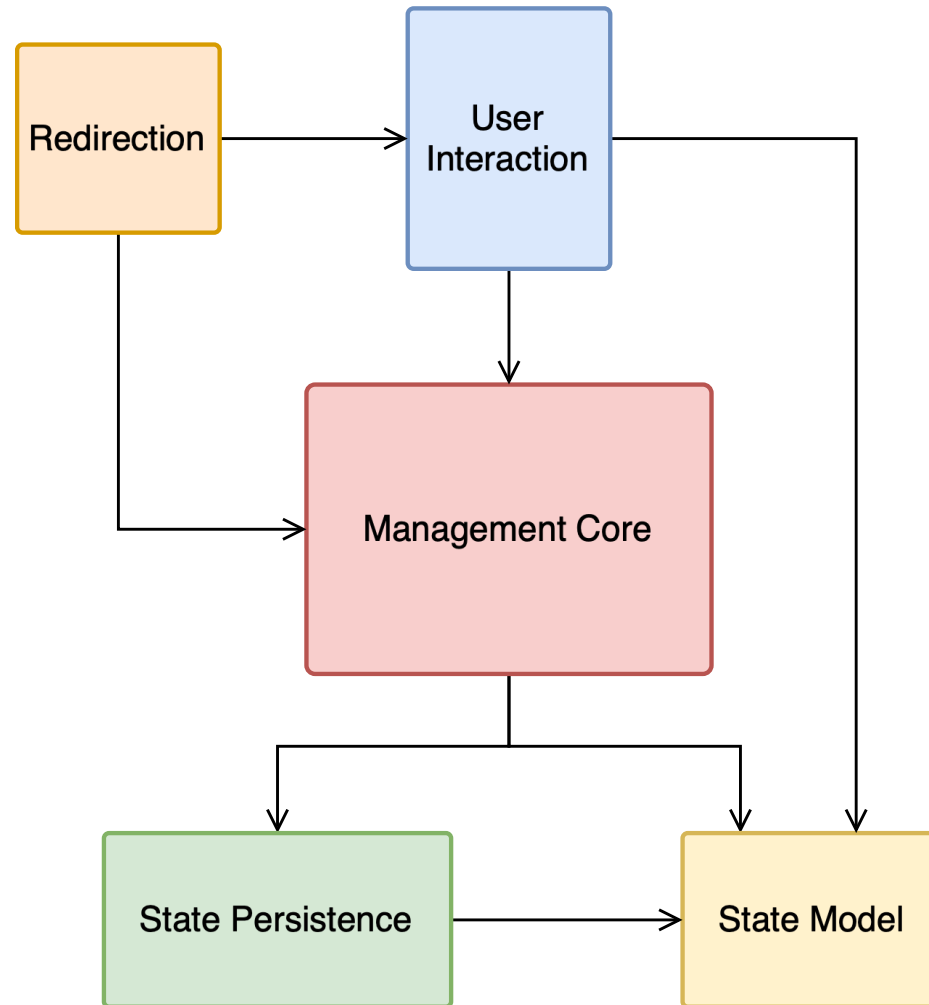 Redirection
User
Interaction
Management Core
State Persistence
State Model